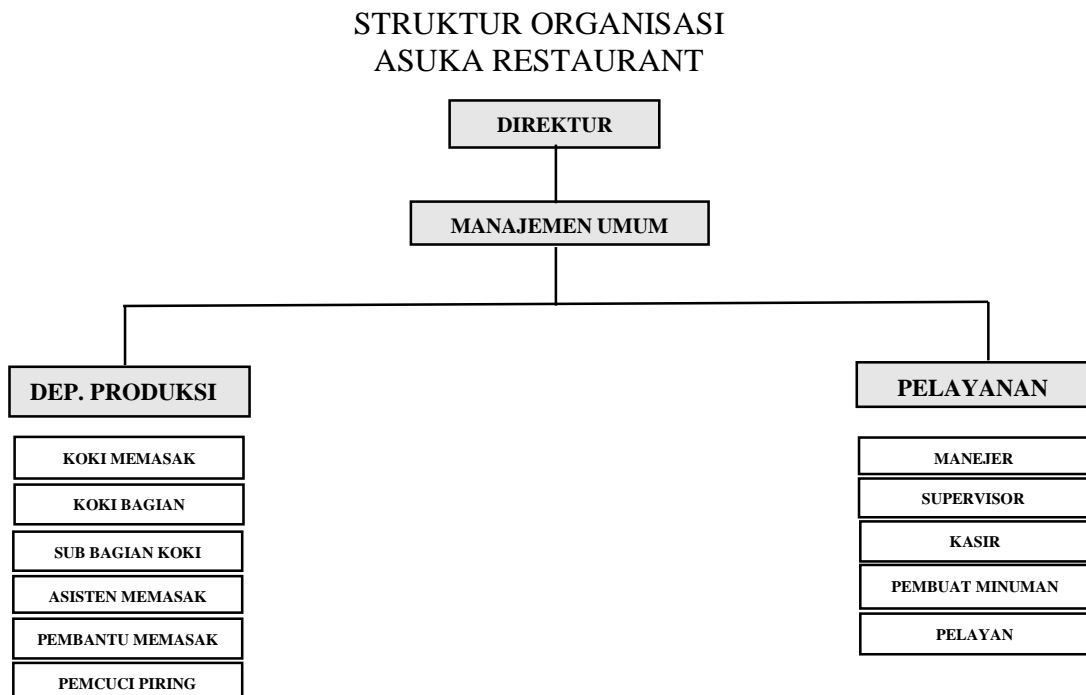 STRUKTUR ORGANISASI
ASUKA RESTAURANT
DIREKTUR
MANAJEMEN UMUM
DEP. PRODUKSI
KOKI MEMASAK
KOKI BAGIAN
SUB BAGIAN KOKI
ASISTEN MEMASAK
PEMBANTU MEMASAK
PEMCUCI PIRING
PELAYANAN
MANEJER
SUPERVISOR
KASIR
PEMBUAT MINUMAN
PELAYAN